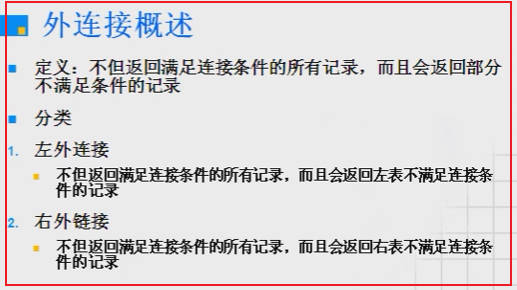 外连接概述
定义：不但返回满足连接条件的所有记录，而且会返回部分
不满足条件的记录
分类
1. 左外连接
不但返回满足连接条件的所有记录，而且会返回左表不满足连接条
件的记录
2. 右外链接
不但返回满足连接条件的所有记录，而且会返回右表不满足连接条
件的记录